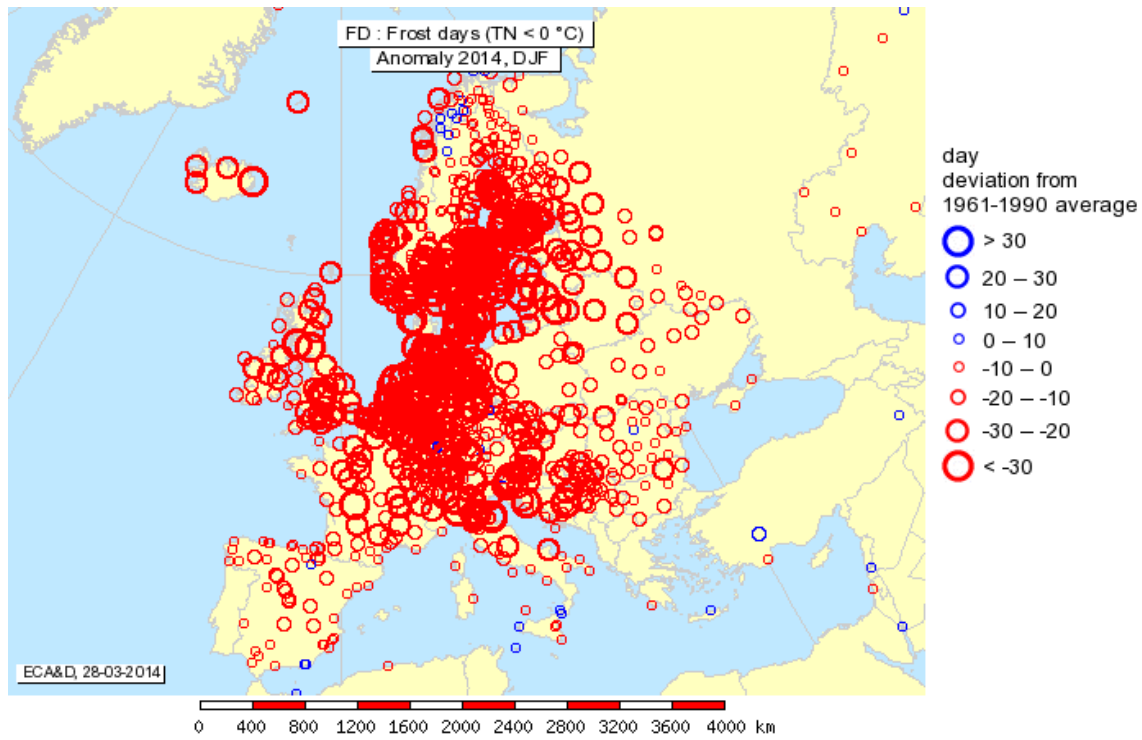 FD : Frost days (TN < 0 °C)
Anomaly 2014, DJF
day
deviation from
1961-1990 average
> 30
20 – 30
10 – 20
0 – 10
-10 – 0
-20 – -10
-30 – -20
< -30
ECA&D, 28-03-2014
0 400 800 1200 1600 2000 2400 2800 3200 3600 4000 km